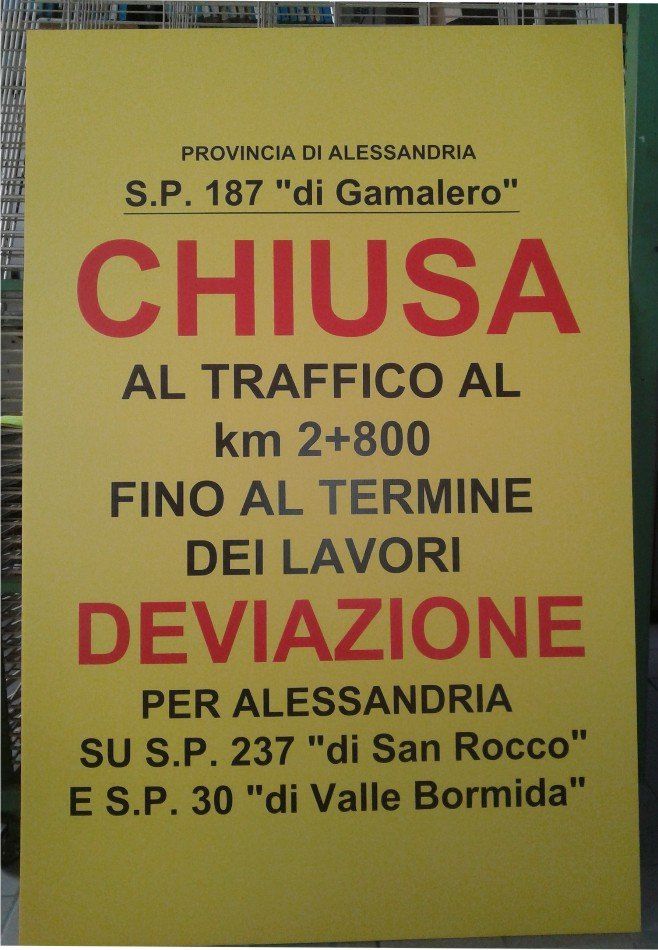 PROVINCIA DI ALESSANDRIA
S.P. 187 "di Gamalero"
CHIUSA
AL TRAFFICO AL
km 2+800
FINO AL TERMINE
DEI LAVORI
DEVIAZIONE
PER ALESSANDRIA
SU S.P. 237 "di San Rocco"
E S.P. 30 "di Valle Bormida"